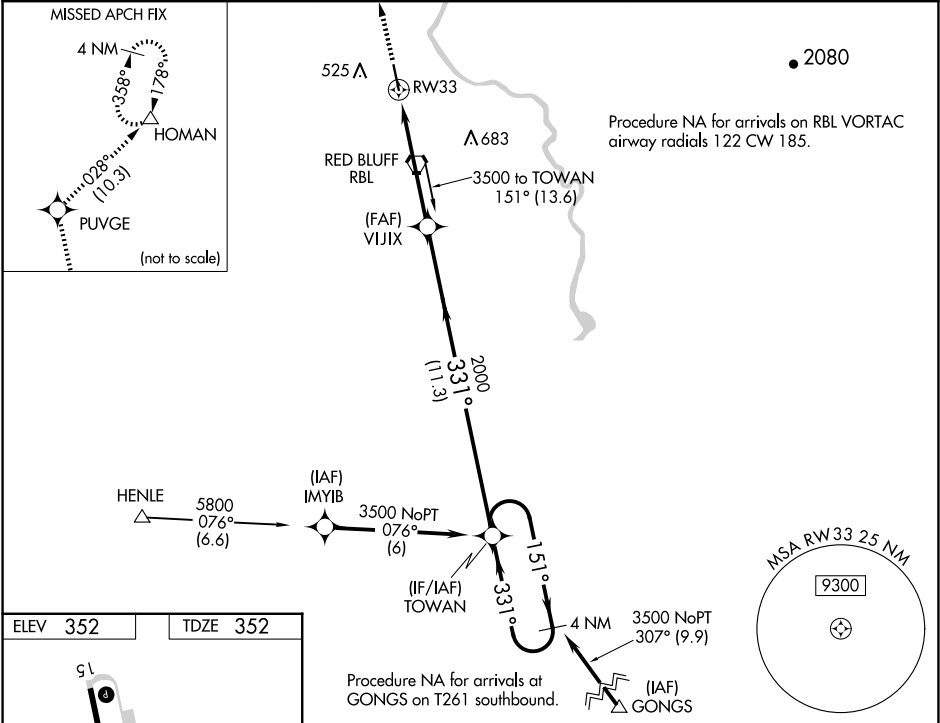 MISSED APCH FIX
4 NM
358°
178°
HOMAN
028°
(10.3)
PUVGE
(not to scale)
525
RW33
2080
Procedure NA for arrivals on RBL VORTAC
airway radials 122 CW 185.
683
RED BLUFF
RBL
3500 to TOWAN
151° (13.6)
(FAF)
VIJIX
2000
331°
(11.3)
HENLE
5800
076°
(6.6)
(IAF)
IMYIB
3500 NoPT
076°
(6)
(IF/IAF)
TOWAN
151°
331°
4 NM
3500 NoPT
307° (9.9)
(IAF)
GONGS
Procedure NA for arrivals at
GONGS on T261 southbound.
MSA RW33 25 NM
9300
ELEV 352
TDZE 352
15
P